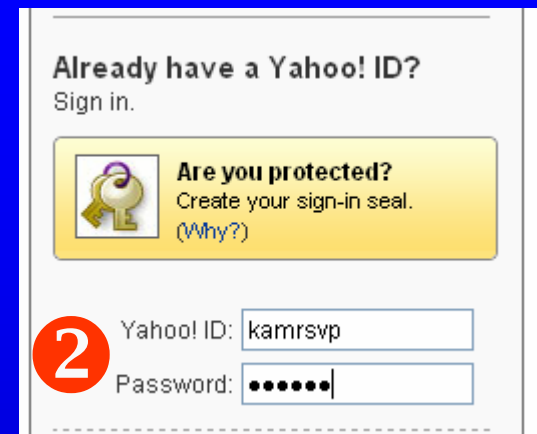 Already have a Yahoo! ID?
Sign in.
Are you protected?
Create your sign-in seal.
(Why?)
2
Yahoo! ID: kamrsvp
Password: ••••••